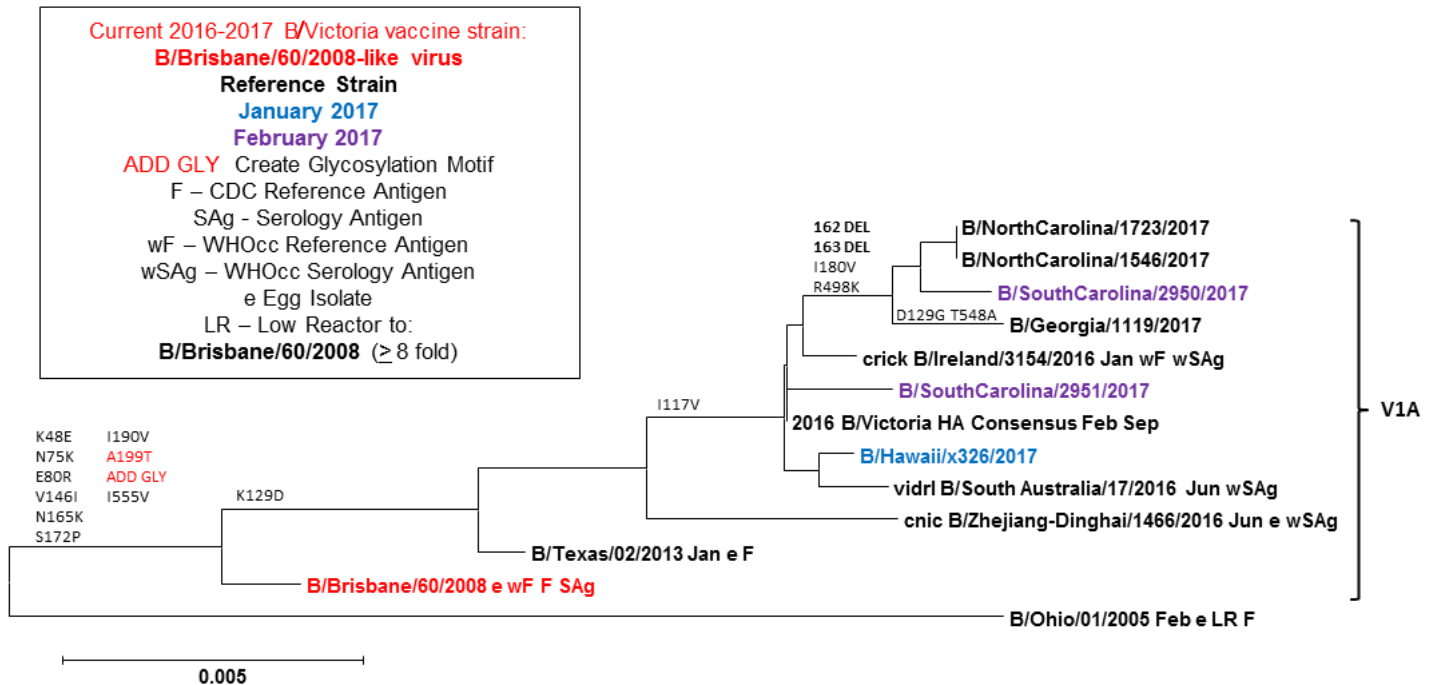 Current 2016-2017 B/Victoria vaccine strain:
B/Brisbane/60/2008-like virus
Reference Strain
January 2017
February 2017
ADD GLY Create Glycosylation Motif
F – CDC Reference Antigen
SAg - Serology Antigen
wF – WHOcc Reference Antigen
wSAg – WHOcc Serology Antigen
e Egg Isolate
LR – Low Reactor to:
B/Brisbane/60/2008 (≥ 8 fold)
162 DEL
163 DEL
I180V
R498K
B/NorthCarolina/1723/2017
B/NorthCarolina/1546/2017
B/SouthCarolina/2950/2017
D129G T548A
B/Georgia/1119/2017
crick B/Ireland/3154/2016 Jan wF wSAg
B/SouthCarolina/2951/2017
I117V
2016 B/Victoria HA Consensus Feb Sep
V1A
B/Hawaii/x326/2017
vidrl B/South Australia/17/2016 Jun wSAg
cnic B/Zhejiang-Dinghai/1466/2016 Jun e wSAg
K48E I190V
N75K A199T
E80R ADD GLY
V146I I555V
N165K
S172P
K129D
B/Texas/02/2013 Jan e F
B/Brisbane/60/2008 e wF F SAg
B/Ohio/01/2005 Feb e LR F
0.005